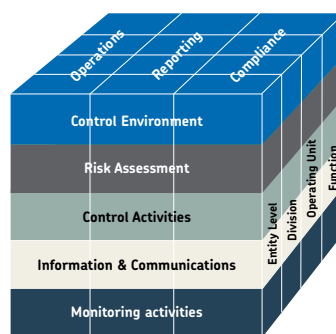 Operations
Reporting
Compliance
Control Environment
Risk Assessment
Control Activities
Information & Communications
Monitoring activities
Entity Level
Division
Operating Unit
Function